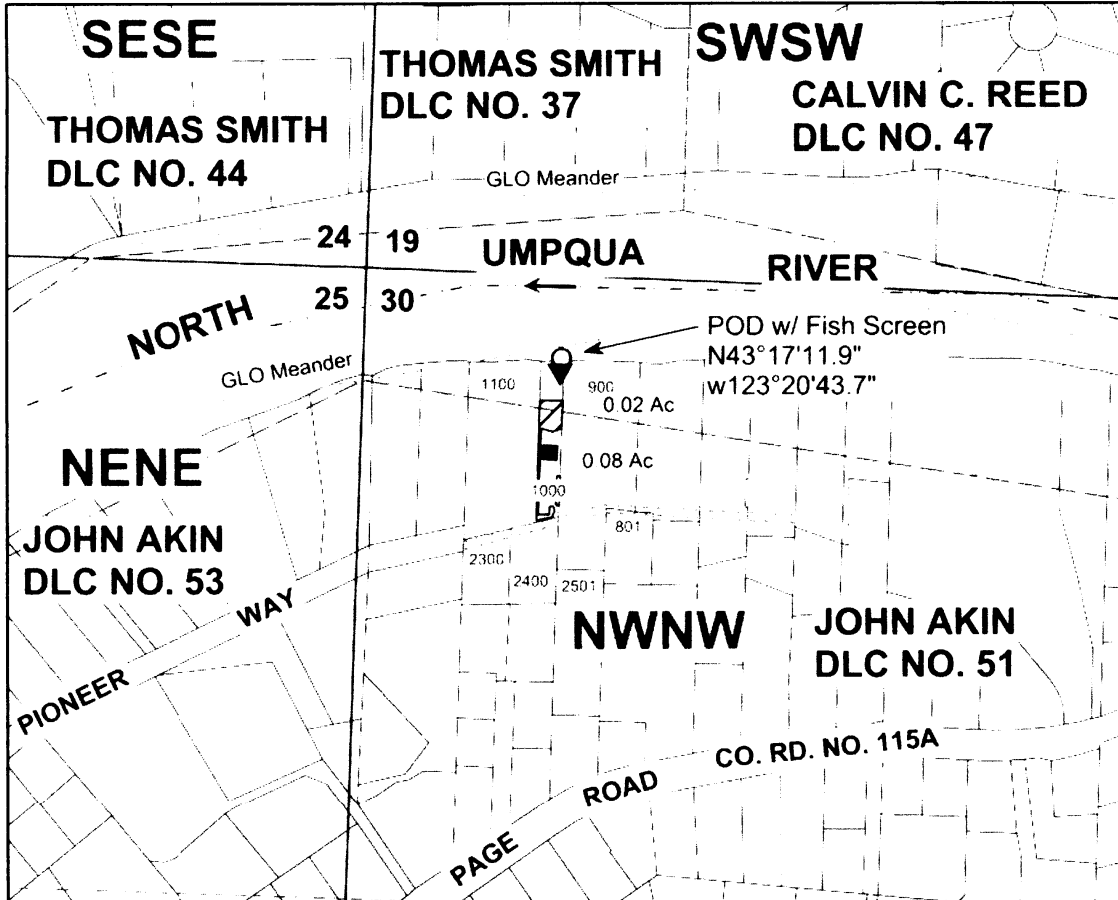 SESE
THOMAS SMITH
DLC NO. 37
SWSW
CALVIN C. REED
DLC NO. 47
THOMAS SMITH
DLC NO. 44
GLO Meander
24 19
UMPQUA
RIVER
25 30
NORTH
POD w/ Fish Screen
N43°17'11.9"
w123°20'43.7"
GLO Meander
1100
900
0.02 Ac
0 08 Ac
NENE
1000
801
JOHN AKIN
DLC NO. 53
2300
2400
2501
WAY
NWNW
JOHN AKIN
DLC NO. 51
PIONEER
CO. RD. NO. 115A
ROAD
PAGE